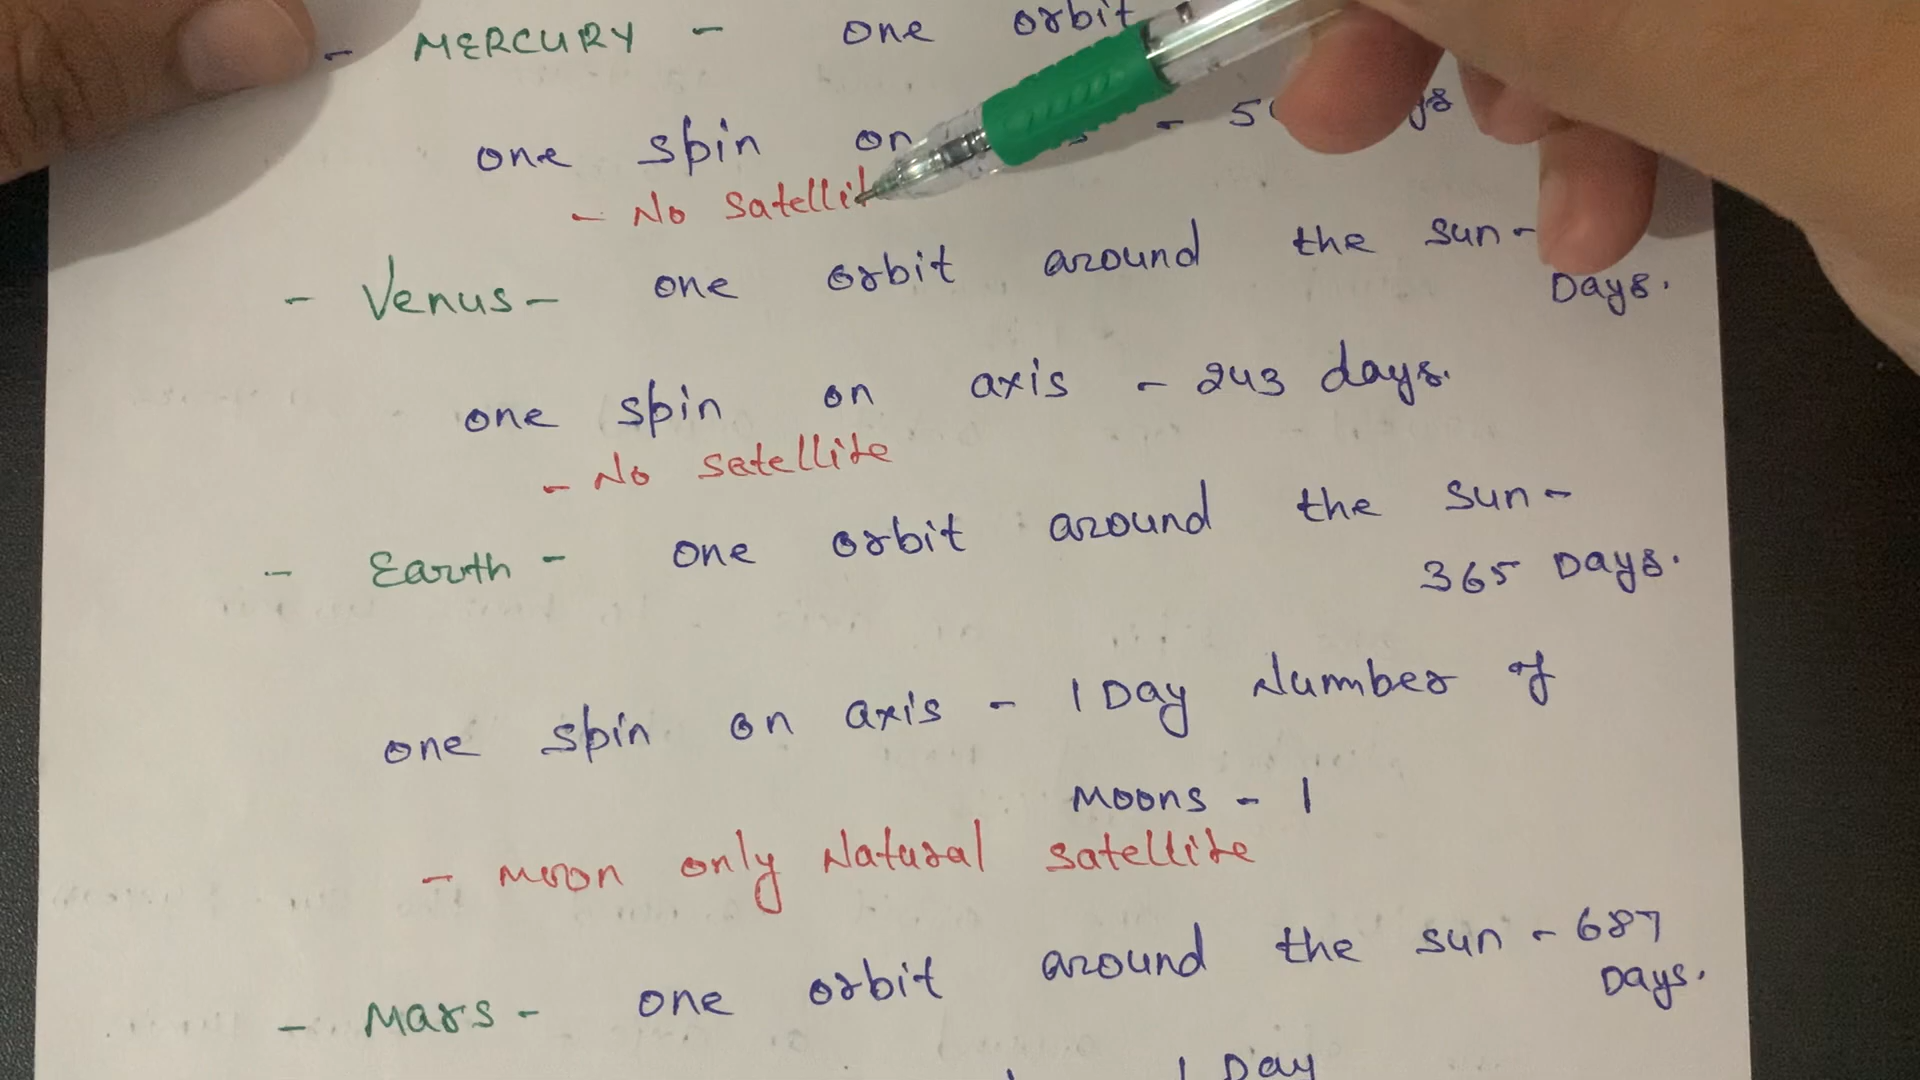 - MERCURY - one orbit
one spin on - days
- No satellite
- Venus - one orbit around the sun -
Days.
one spin on axis - 243 days.
- No satellite
- Earth - one orbit around the sun -
365 Days.
one spin on axis - 1 Day Number of
Moons - 1
- Moon only Natural satellite
- Mars - one orbit around the sun - 687
Days.
1 Day